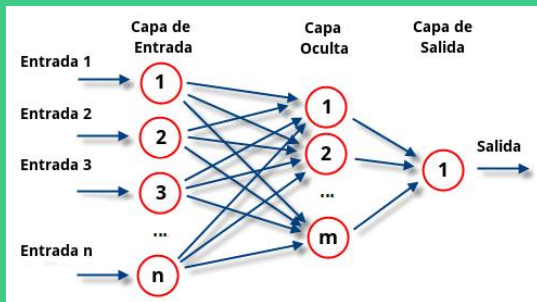 Capa de
Entrada
Capa
Oculta
Capa de
Salida
Entrada 1
1
Entrada 2
2
Entrada 3
3
...
Entrada n
n
1
2
...
m
1
Salida